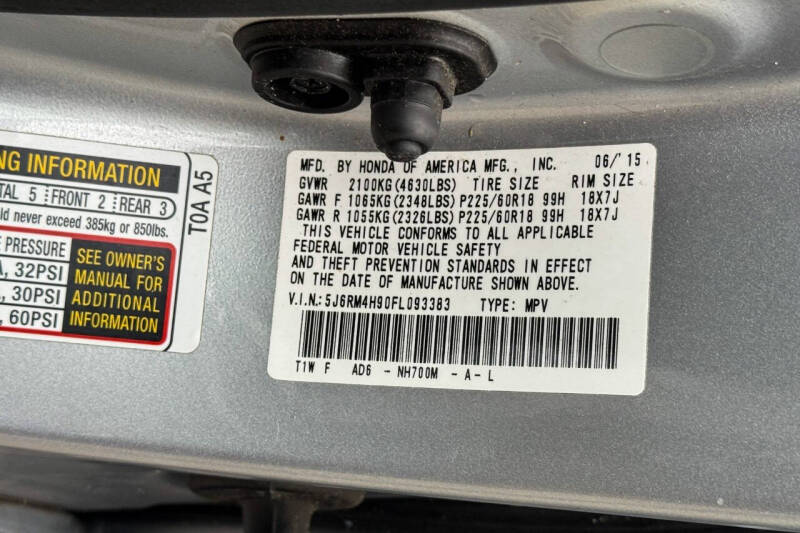 NG INFORMATION
TAL 5 FRONT 2 REAR 3
ld never exceed 385kg or 850lbs.
PRESSURE
A, 32PSI
, 30PSI
, 60PSI
SEE OWNER'S
MANUAL FOR
ADDITIONAL
INFORMATION
T0A A5
MFD. BY HONDA OF AMERICA MFG., INC. 06/'15
GVWR 2100KG(4630LBS) TIRE SIZE RIM SIZE
GAWR F 1065KG(2348LBS)P225/60R18 99H 18X7J
GAWR R 1055KG(2326LBS)P225/60R18 99H 18X7J
THIS VEHICLE CONFORMS TO ALL APPLICABLE
FEDERAL MOTOR VEHICLE SAFETY
AND THEFT PREVENTION STANDARDS IN EFFECT
ON THE DATE OF MANUFACTURE SHOWN ABOVE.
V.I.N.:5J6RM4H90FL093383 TYPE: MPV
T1W F AD6 - NH700M - A - L